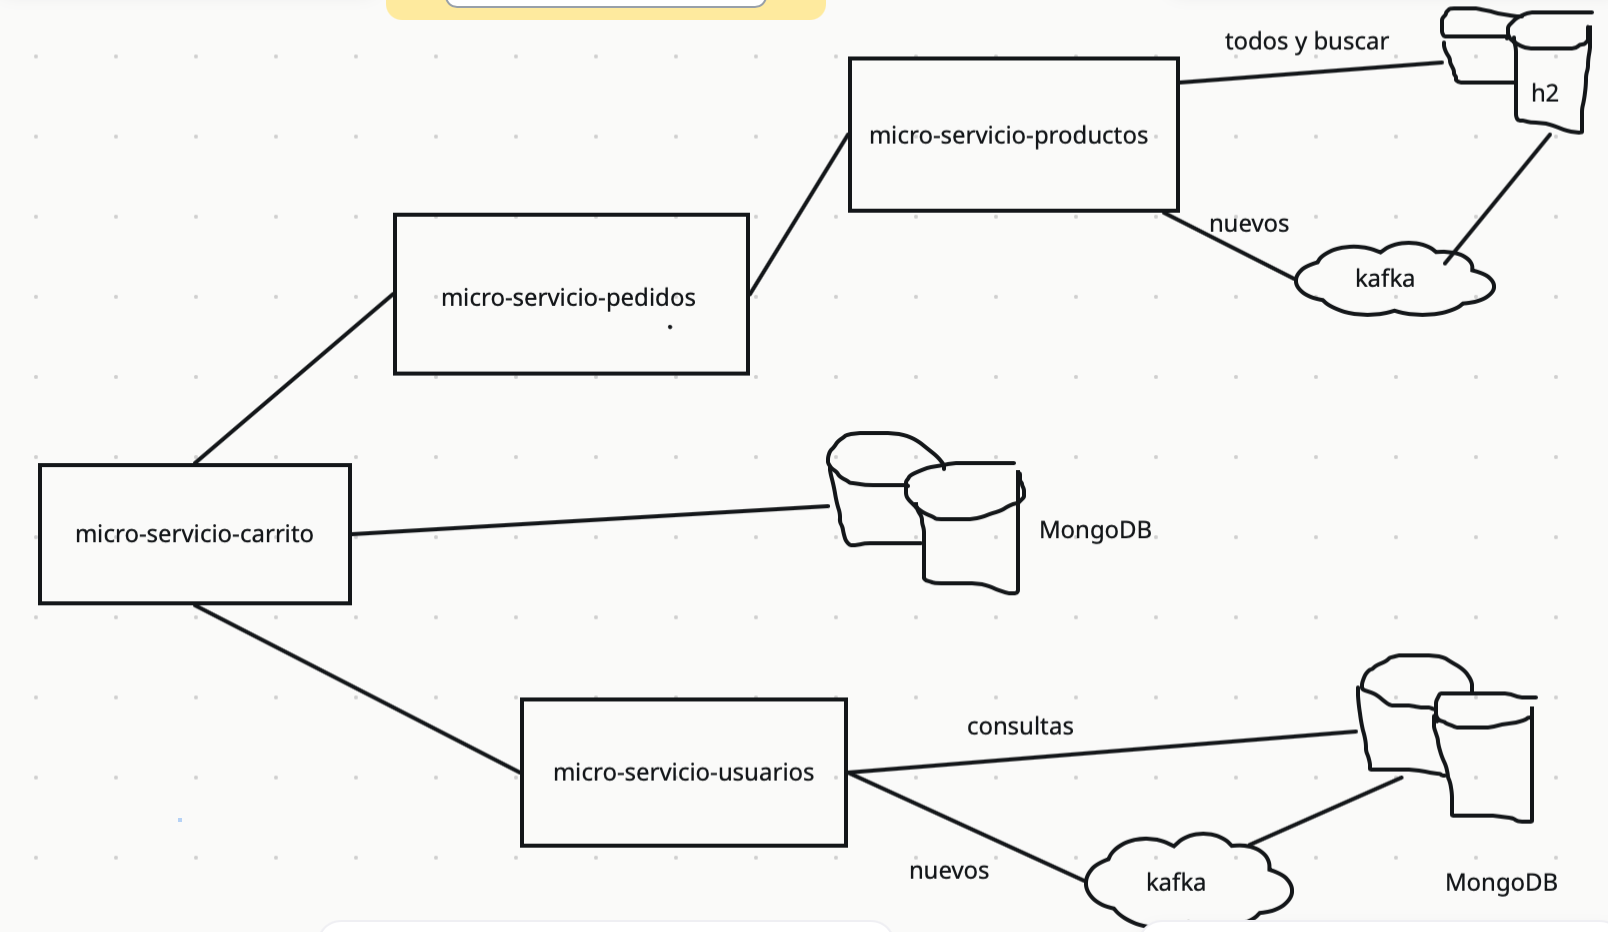 todos y buscar
h2
micro-servicio-productos
nuevos
kafka
micro-servicio-pedidos
micro-servicio-carrito
MongoDB
consultas
micro-servicio-usuarios
nuevos
kafka
MongoDB